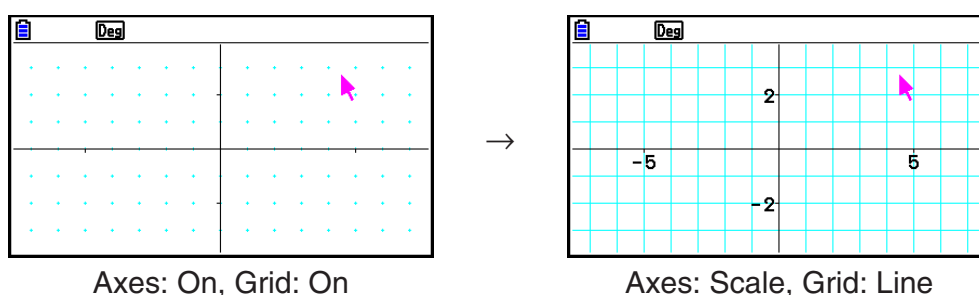 Deg
→
Deg
2
-5
5
-2
Axes: On, Grid: On
Axes: Scale, Grid: Line